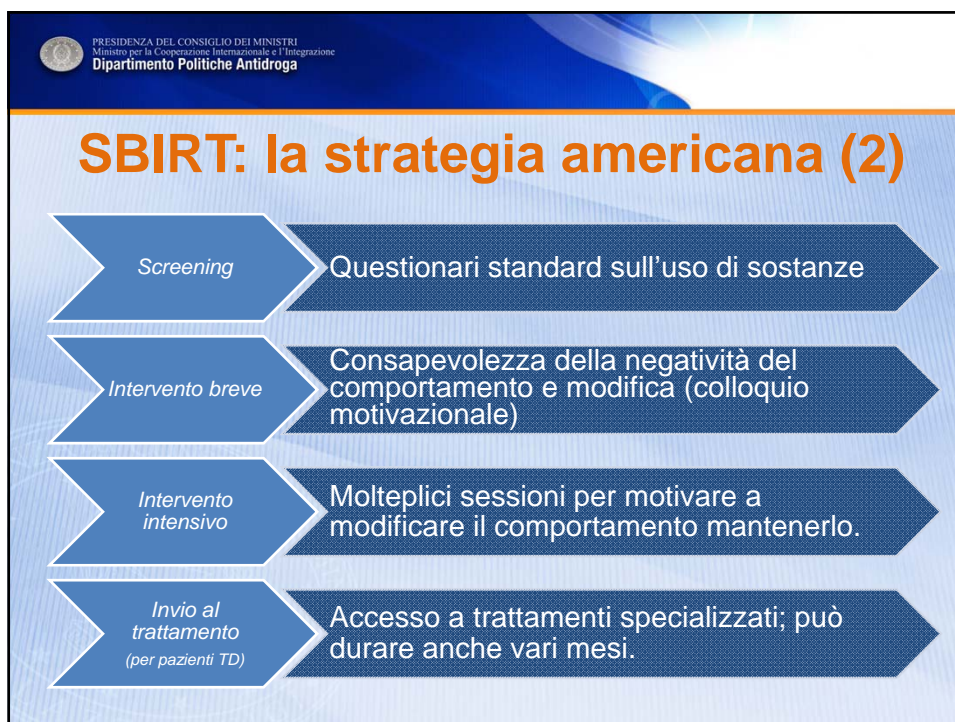 PRESIDENZA DEL CONSIGLIO DEI MINISTRI
Ministro per la Cooperazione Internazionale e l'Integrazione
Dipartimento Politiche Antidroga
SBIRT: la strategia americana (2)
Screening
Questionari standard sull'uso di sostanze
Intervento breve
Consapevolezza della negatività del
comportamento e modifica (colloquio
motivazionale)
Intervento
intensivo
Molteplici sessioni per motivare a
modificare il comportamento mantenerlo.
Invio al
trattamento
(per pazienti TD)
Accesso a trattamenti specializzati; può
durare anche vari mesi.